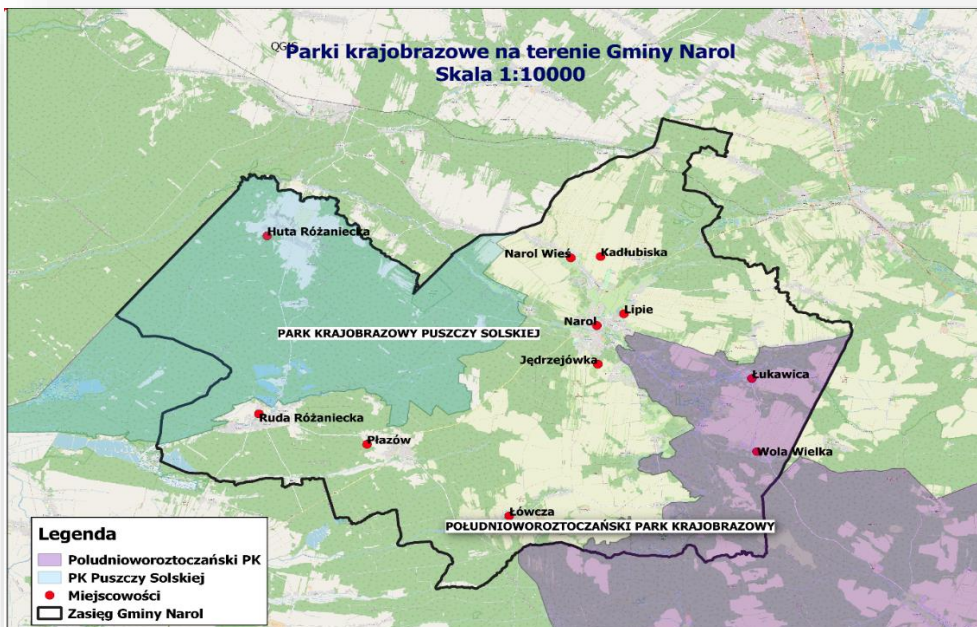 QGIS
Parki krajobrazowe na terenie Gminy Narol
Skala 1:10000
Huta Różaniecka
Narol Wieś
Kadłubiska
Lipie
Narol
PARK KRAJOBRAZOWY PUSZCZY SOLSKIEJ
Jędrzejówka
Łukawica
Ruda Różaniecka
Płazów
Wola Wielka
Łówcza
POŁUDNIOWOROZTOCZAŃSKI PARK KRAJOBRAZOWY
Legenda
Południoworoztoczański PK
PK Puszczy Solskiej
Miejscowości
Zasięg Gminy Narol